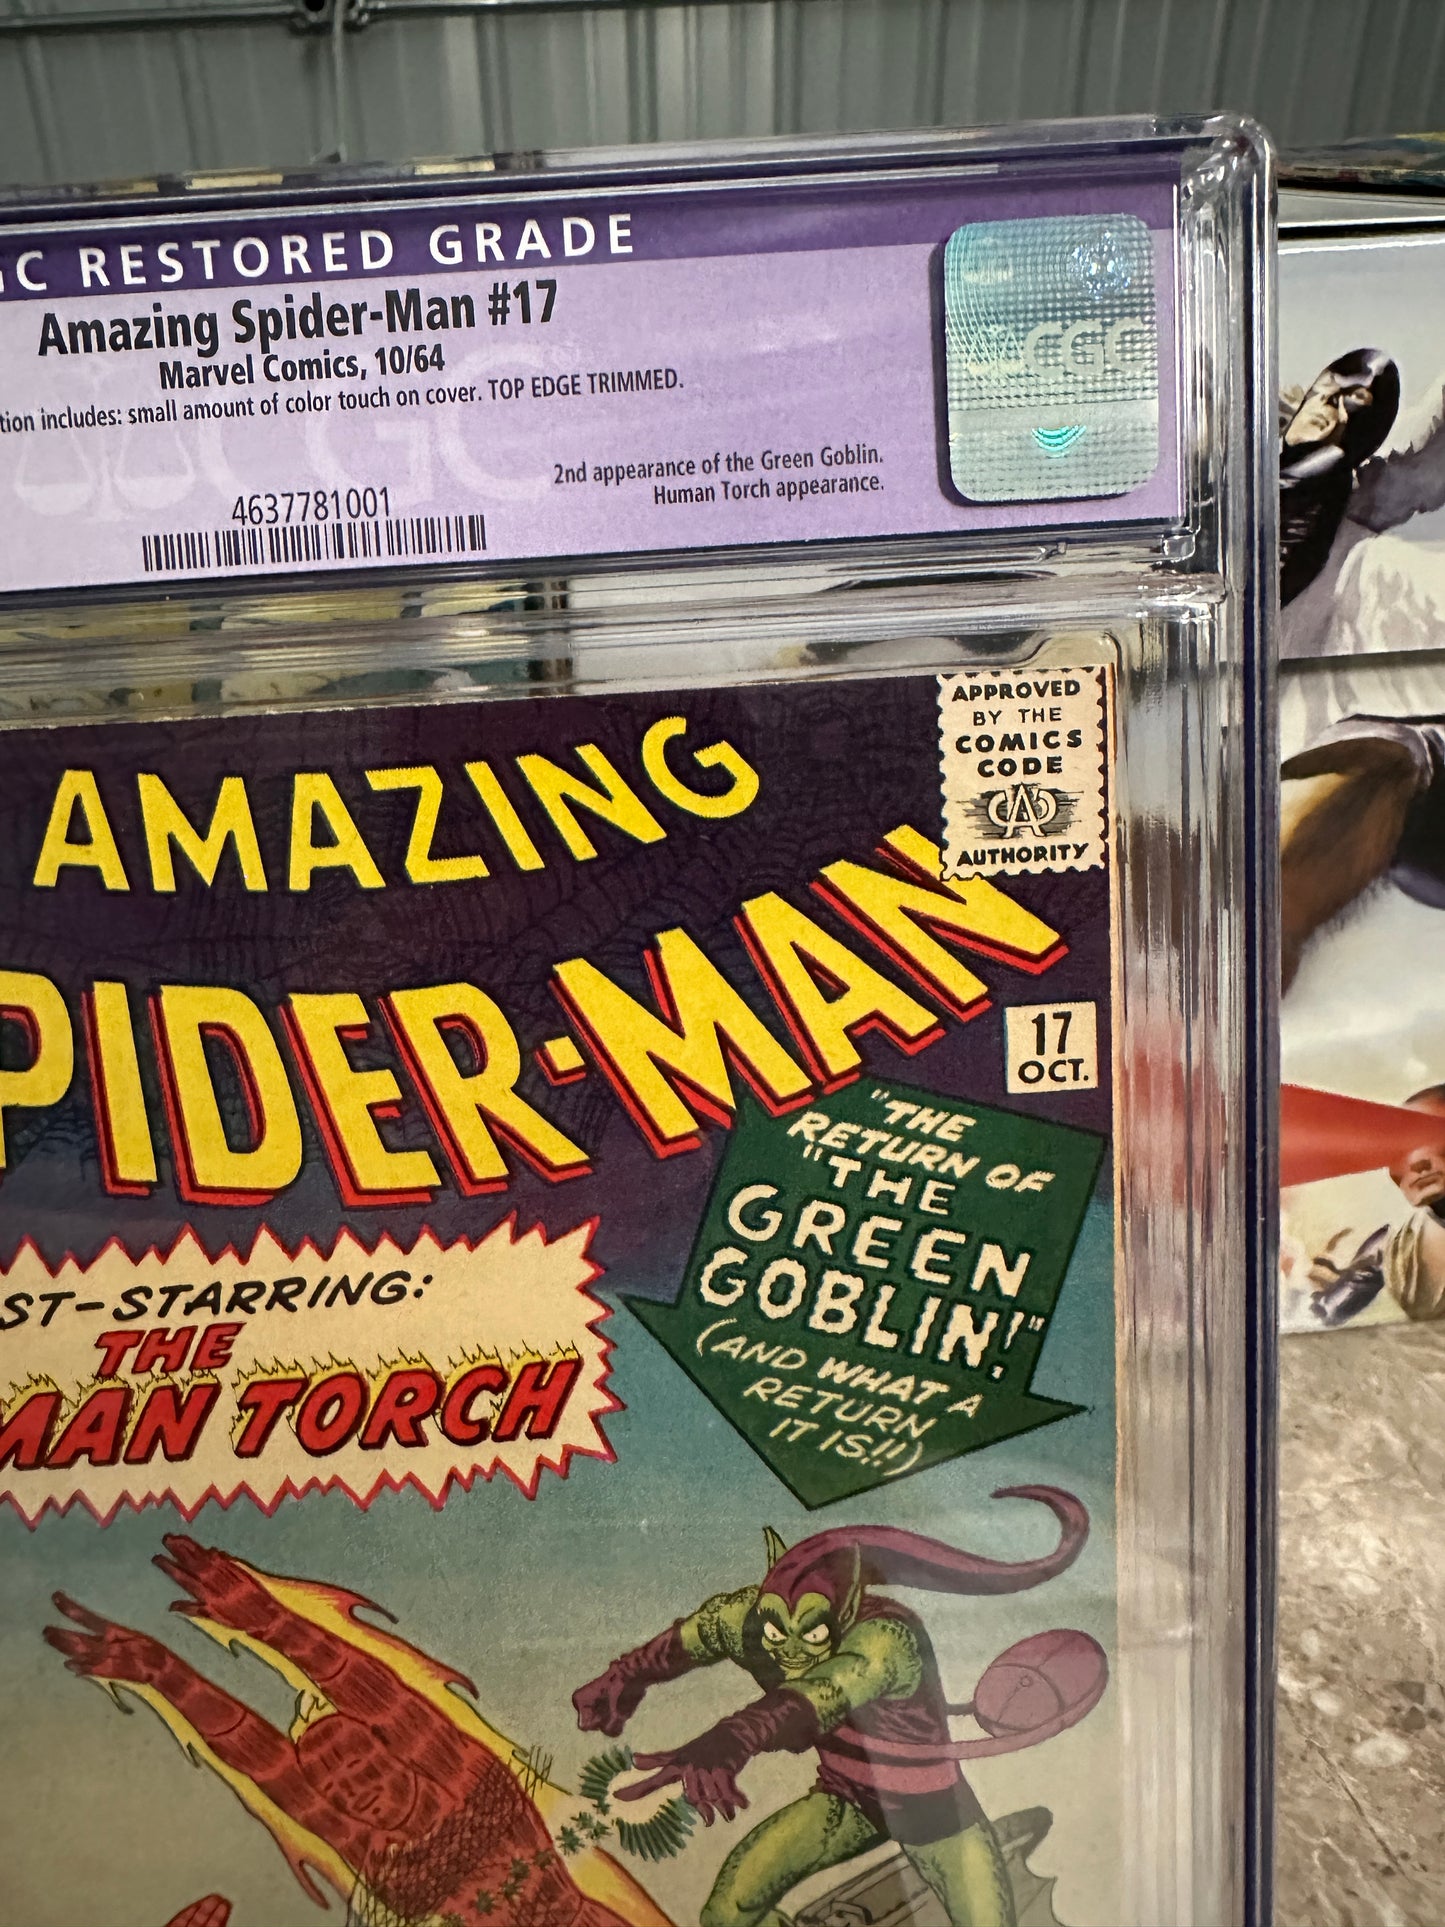 RESTORED GRADE
Amazing Spider-Man #17
Marvel Comics, 10/64
includes: small amount of color touch on cover. TOP EDGE TRIMMED.
2nd appearance of the Green Goblin.
Human Torch appearance.
4637781001
CGC
CGC
APPROVED
BY THE
COMICS
CODE
CA
AUTHORITY
AMAZING
PIDER-MAN
17
OCT.
"THE
RETURN OF
"THE
GREEN
GOBLIN!"
(AND WHAT A
RETURN
IT IS!!)
ST-STARRING:
THE
MAN TORCH